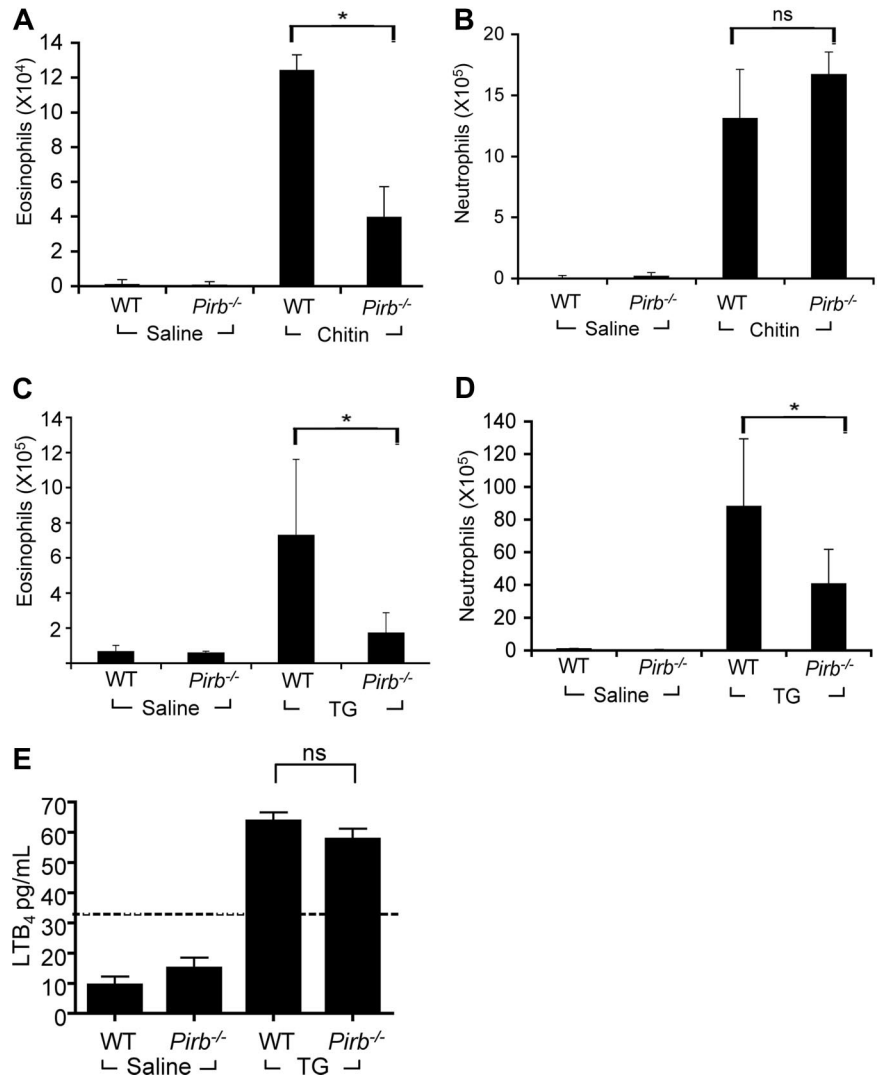 A
Eosinophils (X10⁴)
14
12
10
8
6
4
2
0
*
WT Pirb⁻/⁻ WT Pirb⁻/⁻
Saline Chitin
B
Neutrophils (X10⁵)
20
15
10
5
0
ns
WT Pirb⁻/⁻ WT Pirb⁻/⁻
Saline Chitin
C
Eosinophils (X10⁵)
14
12
10
8
6
4
2
*
WT Pirb⁻/⁻ WT Pirb⁻/⁻
Saline TG
D
Neutrophils (X10⁵)
140
120
100
80
60
40
20
0
*
WT Pirb⁻/⁻ WT Pirb⁻/⁻
Saline TG
E
LTB₄ pg/mL
70
60
50
40
30
20
10
0
ns
WT Pirb⁻/⁻ WT Pirb⁻/⁻
Saline TG